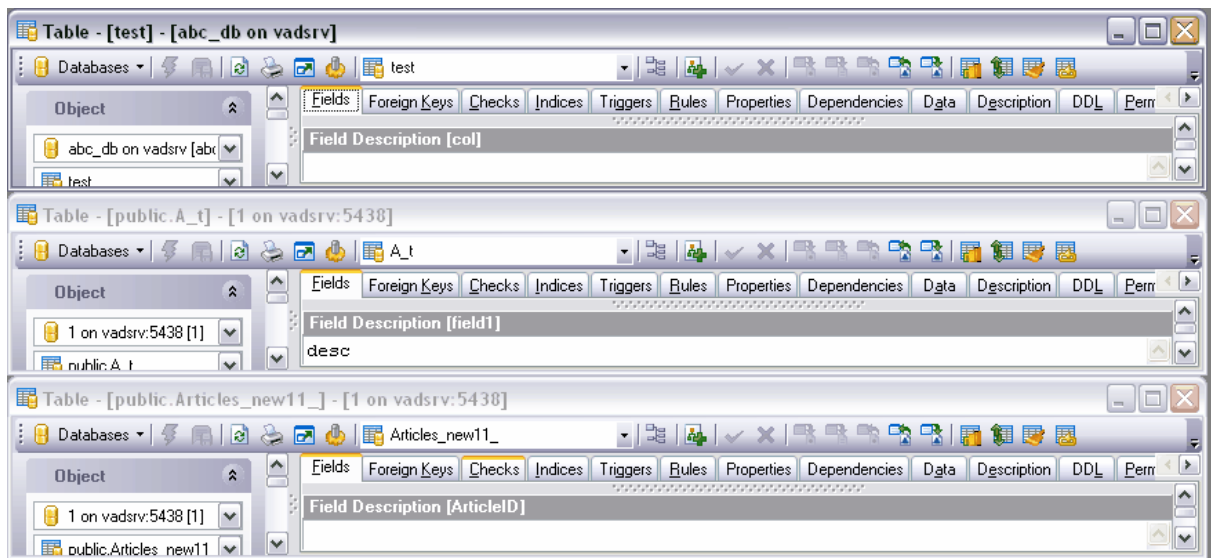 Table - [test] - [abc_db on vadsrv]
Databases test
Object Fields Foreign Keys Checks Indices Triggers Rules Properties Dependencies Data Description DDL Perm
Field Description [col]
abc_db on vadsrv [abc
test
Table - [public.A_t] - [1 on vadsrv:5438]
Databases A_t
Object Fields Foreign Keys Checks Indices Triggers Rules Properties Dependencies Data Description DDL Perm
Field Description [field1]
1 on vadsrv:5438 [1]
desc
public.A_t
Table - [public.Articles_new11_] - [1 on vadsrv:5438]
Databases Articles_new11_
Object Fields Foreign Keys Checks Indices Triggers Rules Properties Dependencies Data Description DDL Perm
Field Description [ArticleID]
1 on vadsrv:5438 [1]
public.Articles_new11_